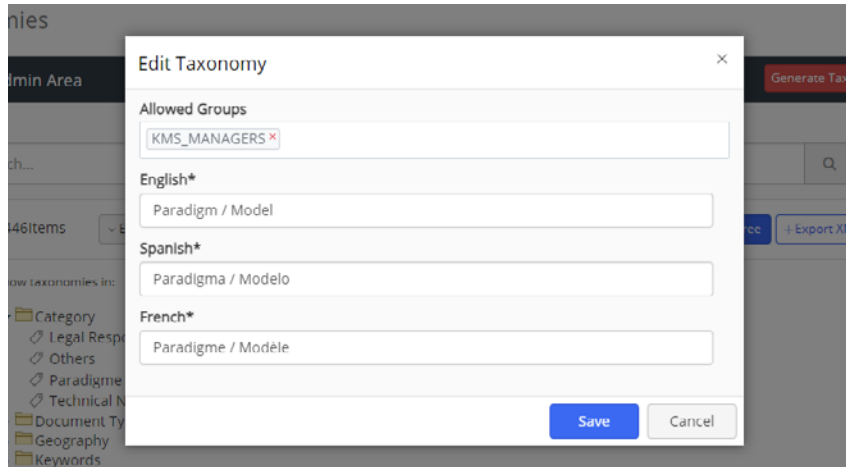 nies
Edit Taxonomy ×
dmin Area
Generate Tax
Allowed Groups
KMS_MANAGERS ×
ch...
English*
Paradigm / Model
446Items
ree
+Export X
Spanish*
Paradigma / Modelo
ow taxonomies in:
French*
Category
Paradigme / Modèle
Legal Resp
Others
Paradigme
Technical N
Save
Cancel
Document Ty
Geography
Keywords